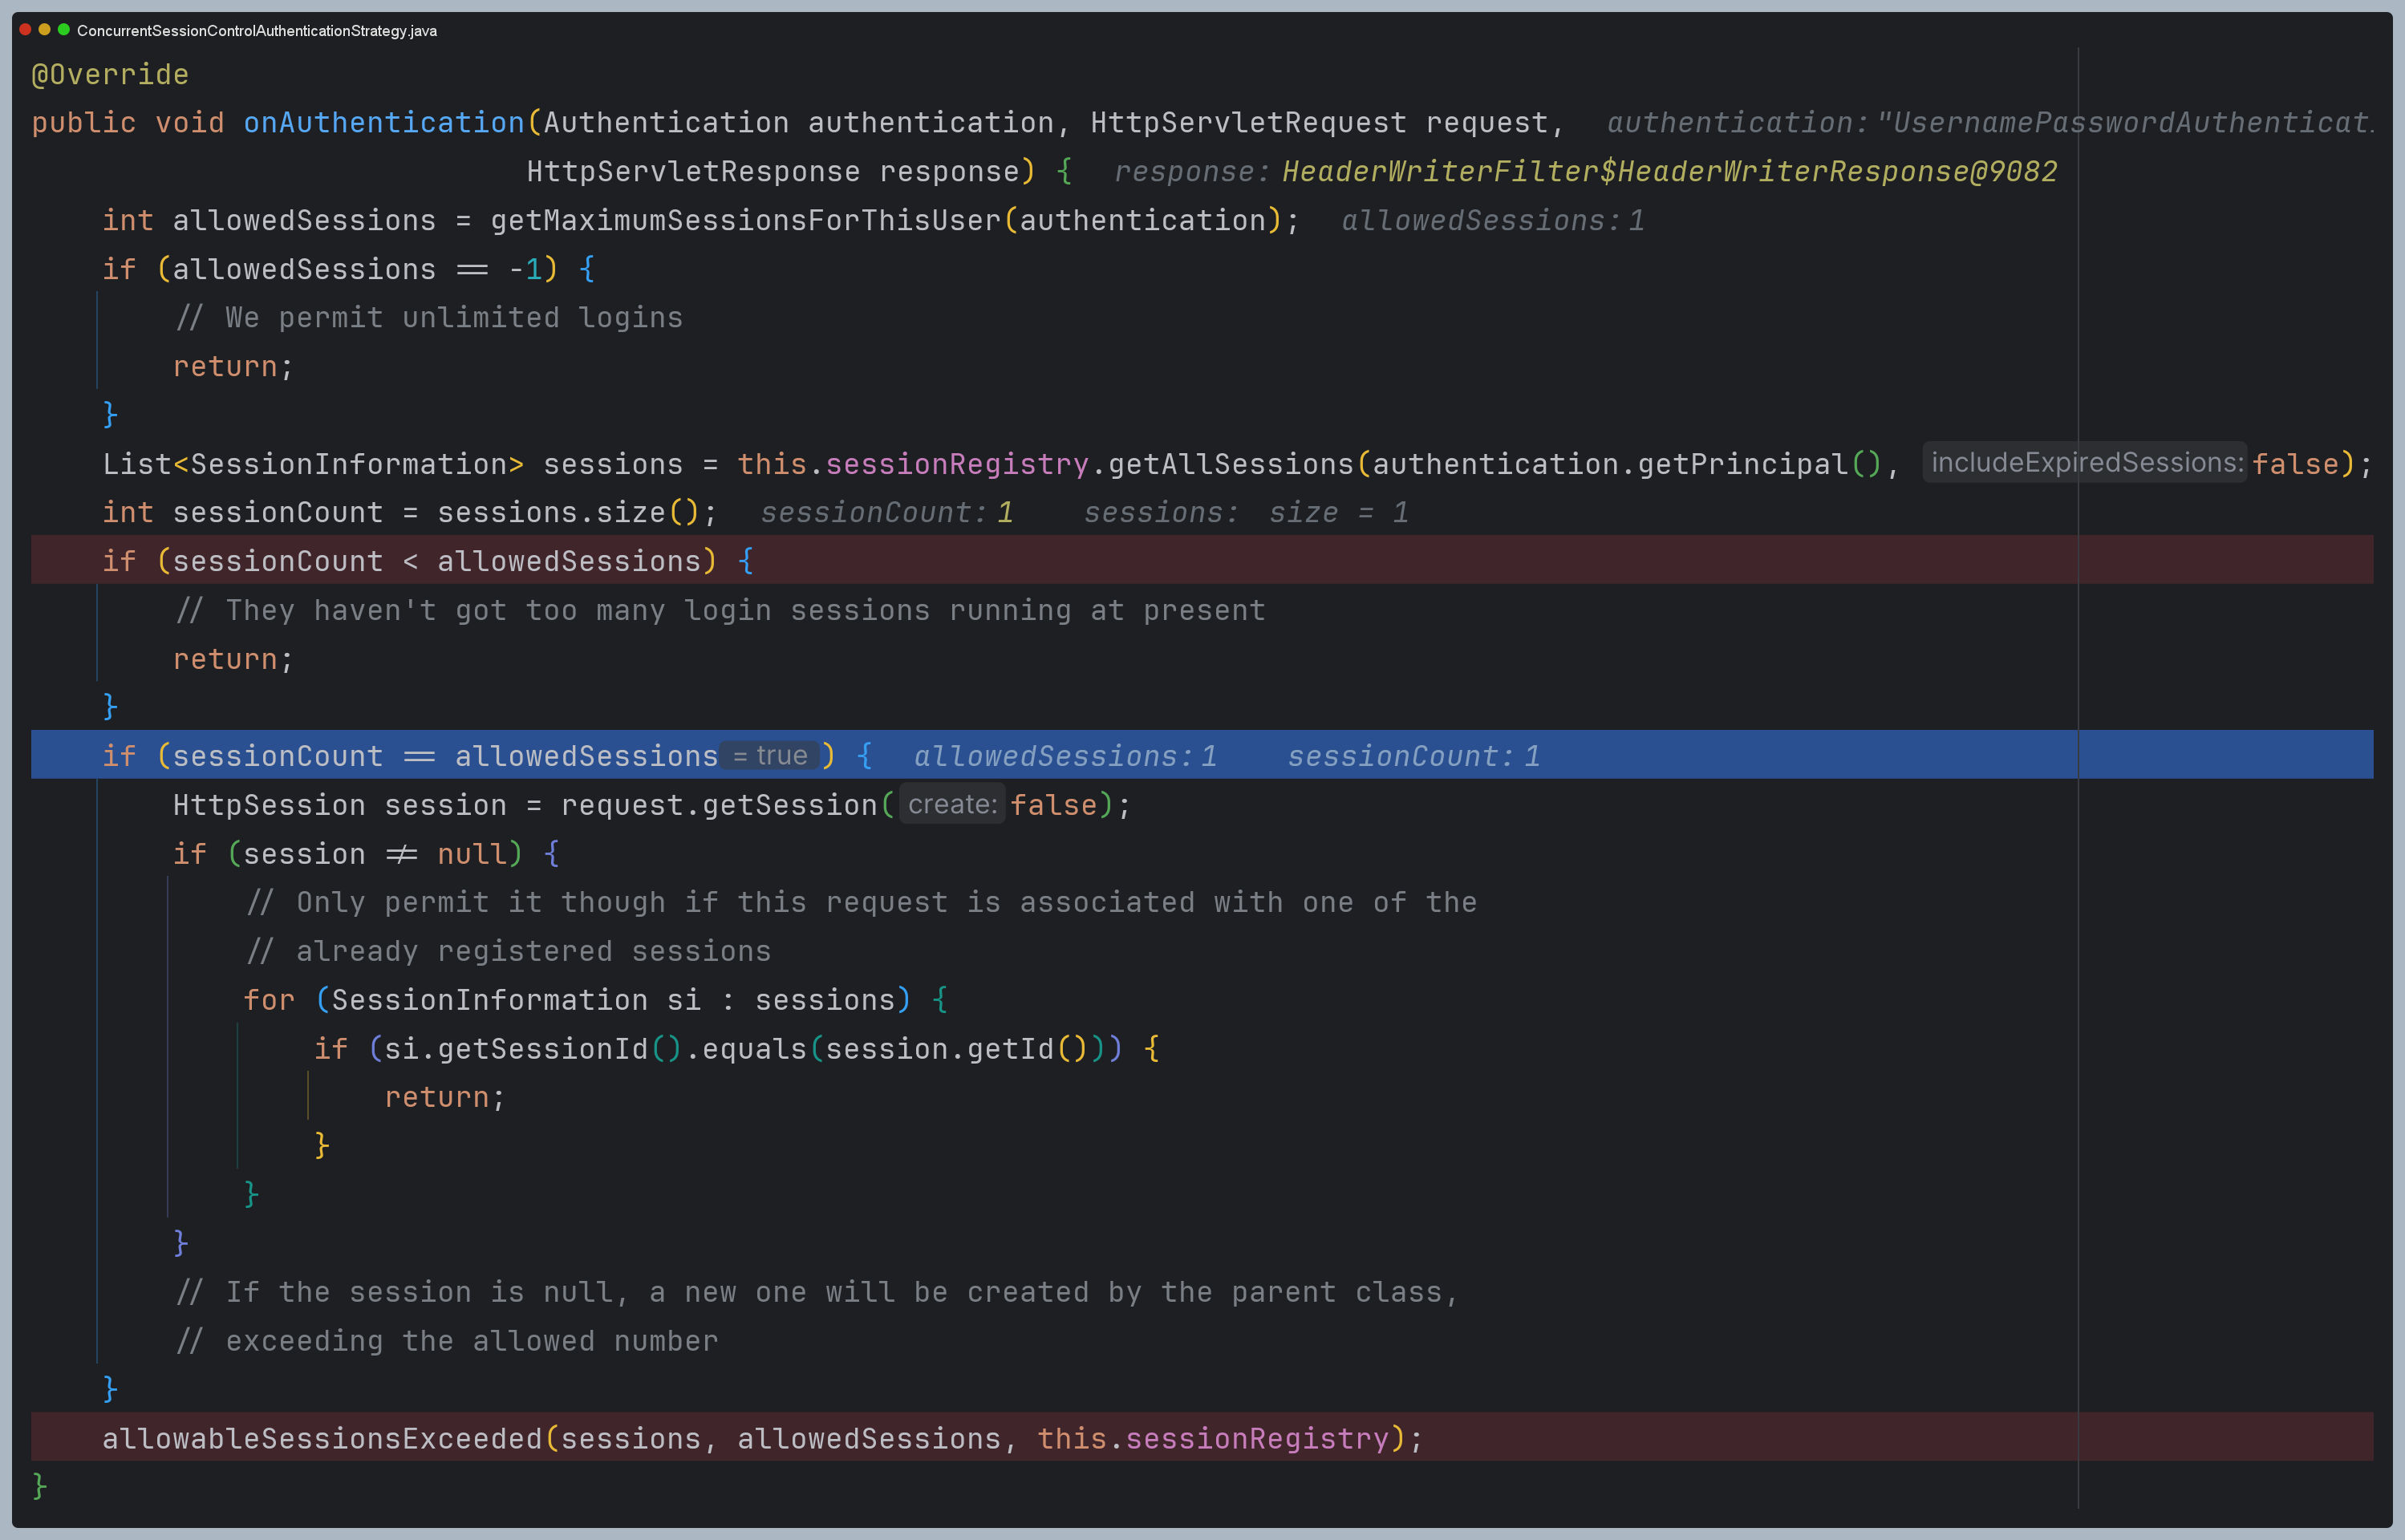 ConcurrentSessionControlAuthenticationStrategy.java
@Override
public void onAuthentication(Authentication authentication, HttpServletRequest request, authentication: "UsernamePasswordAuthenticati
HttpServletResponse response) { response: HeaderWriterFilter$HeaderWriterResponse@9082
int allowedSessions = getMaximumSessionsForThisUser(authentication); allowedSessions: 1
if (allowedSessions == -1) {
// We permit unlimited logins
return;
}
List<SessionInformation> sessions = this.sessionRegistry.getAllSessions(authentication.getPrincipal(), includeExpiredSessions: false);
int sessionCount = sessions.size(); sessionCount: 1 sessions: size = 1
if (sessionCount < allowedSessions) {
// They haven't got too many login sessions running at present
return;
}
if (sessionCount == allowedSessions = true ) { allowedSessions: 1 sessionCount: 1
HttpSession session = request.getSession( create: false);
if (session != null) {
// Only permit it though if this request is associated with one of the
// already registered sessions
for (SessionInformation si : sessions) {
if (si.getSessionId().equals(session.getId())) {
return;
}
}
}
// If the session is null, a new one will be created by the parent class,
// exceeding the allowed number
}
allowableSessionsExceeded(sessions, allowedSessions, this.sessionRegistry);
}